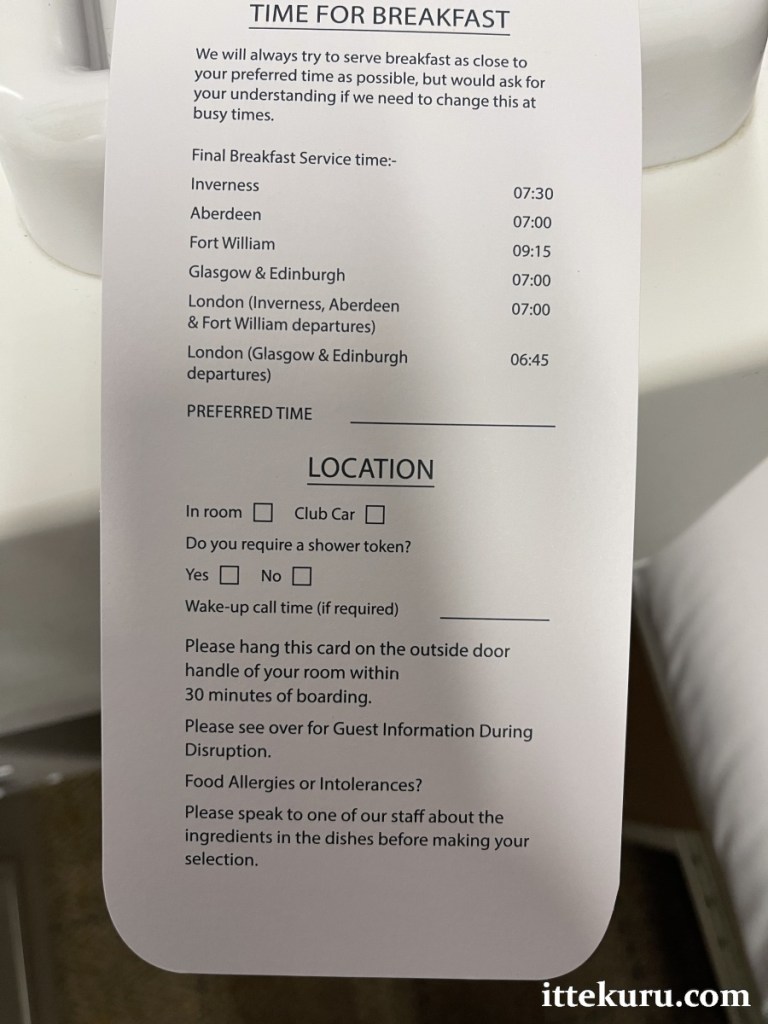 TIME FOR BREAKFAST
We will always try to serve breakfast as close to
your preferred time as possible, but would ask for
your understanding if we need to change this at
busy times.
Final Breakfast Service time:-
Inverness 07:30
Aberdeen 07:00
Fort William 09:15
Glasgow & Edinburgh 07:00
London (Inverness, Aberdeen 07:00
& Fort William departures)
London (Glasgow & Edinburgh 06:45
departures)
PREFERRED TIME
LOCATION
In room Club Car
Do you require a shower token?
Yes No
Wake-up call time (if required)
Please hang this card on the outside door
handle of your room within
30 minutes of boarding.
Please see over for Guest Information During
Disruption.
Food Allergies or Intolerances?
Please speak to one of our staff about the
ingredients in the dishes before making your
selection.
ittekuru.com